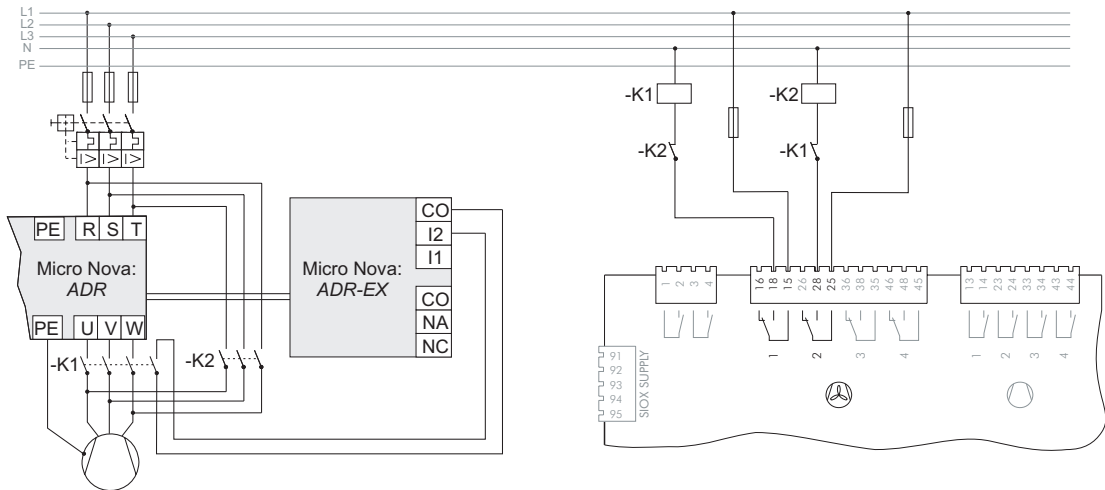 L1
L2
L3
N
PE
-K1
-K2
-K2
-K1
PE R S T
CO
I2
I1
Micro Nova:
ADR
Micro Nova:
ADR-EX
CO
NA
NC
PE U V W
-K1
-K2
I> I> I>
1 2 3 4
16 18 15 26 28 25 36 38 35 46 48 45
13 14 23 24 33 34 43 44
1 2 3 4
1 2 3 4
91
92
93
94
95
SIOX SUPPLY